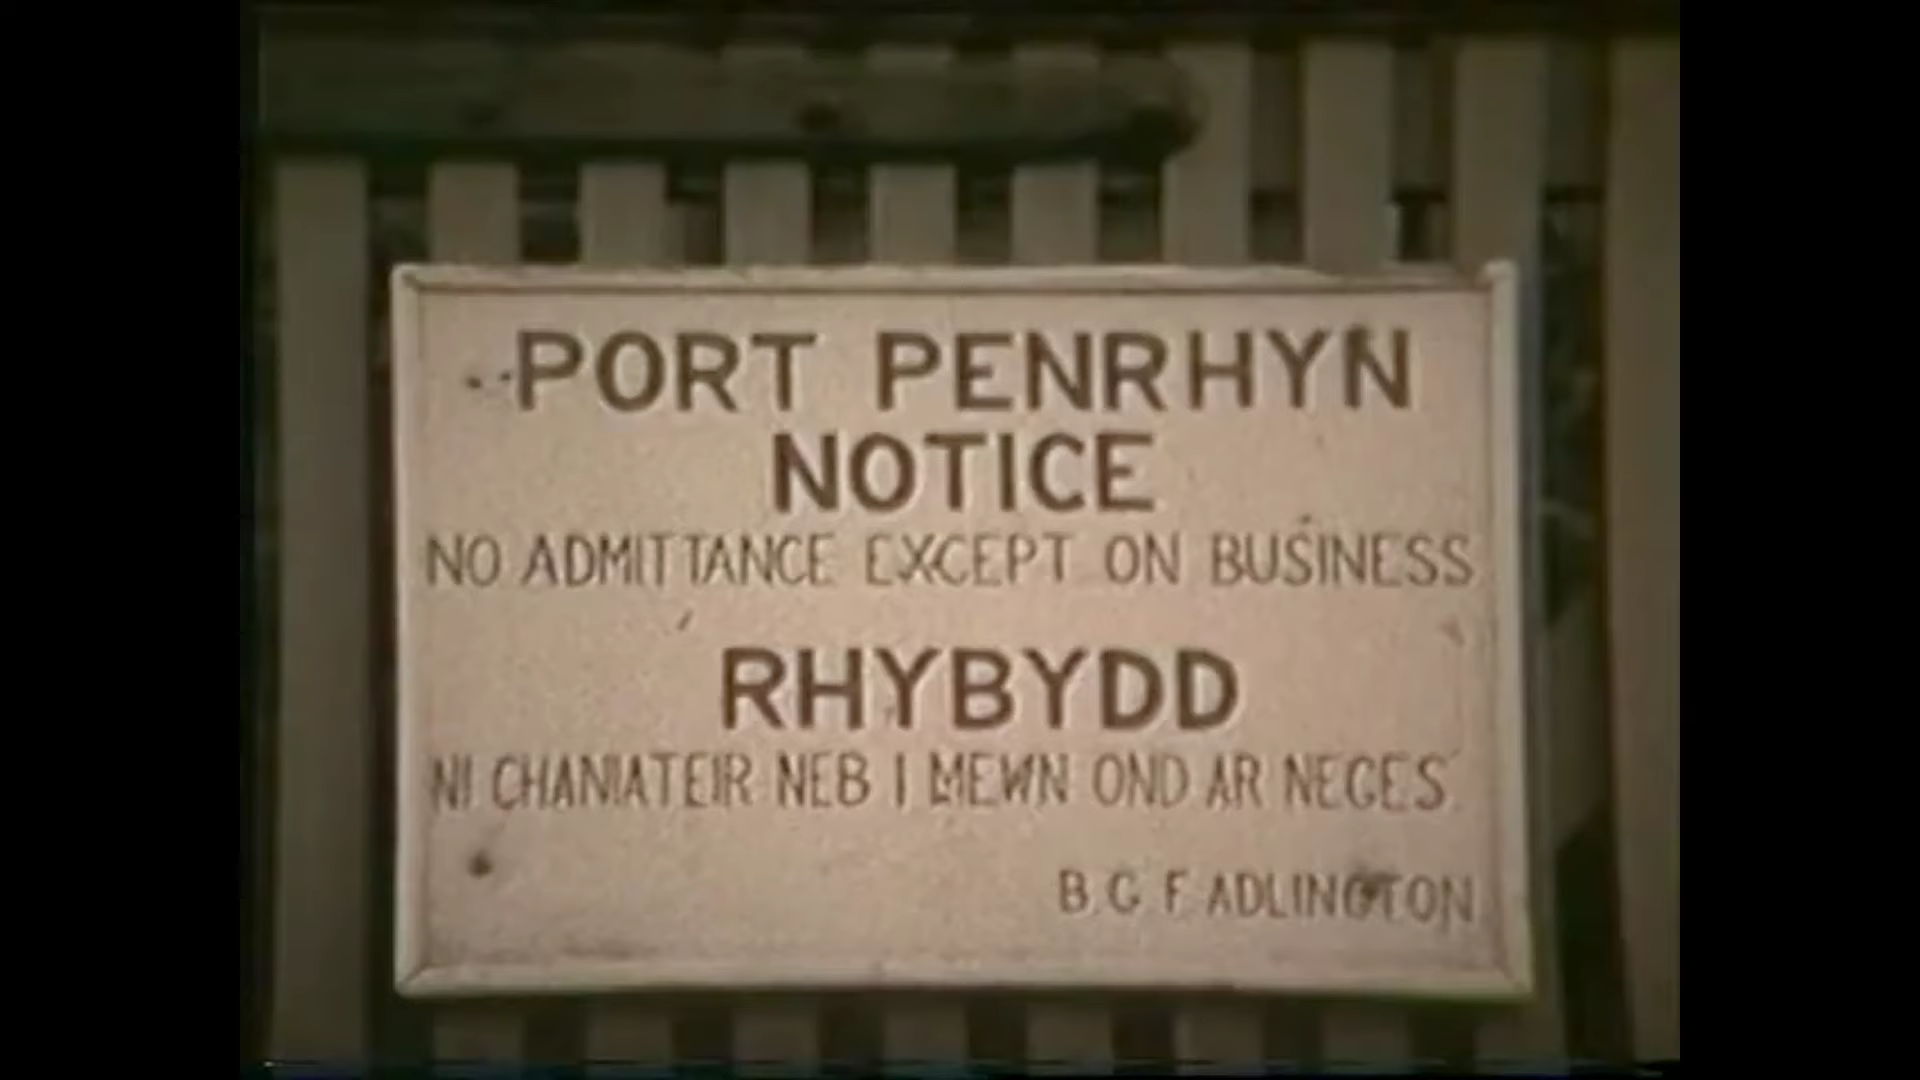 PORT PENRHYN
NOTICE
NO ADMITTANCE EXCEPT ON BUSINESS
RHYBYDD
NI CHANIATEIR NEB I MEWN OND AR NEGES
B G F ADLINGTON